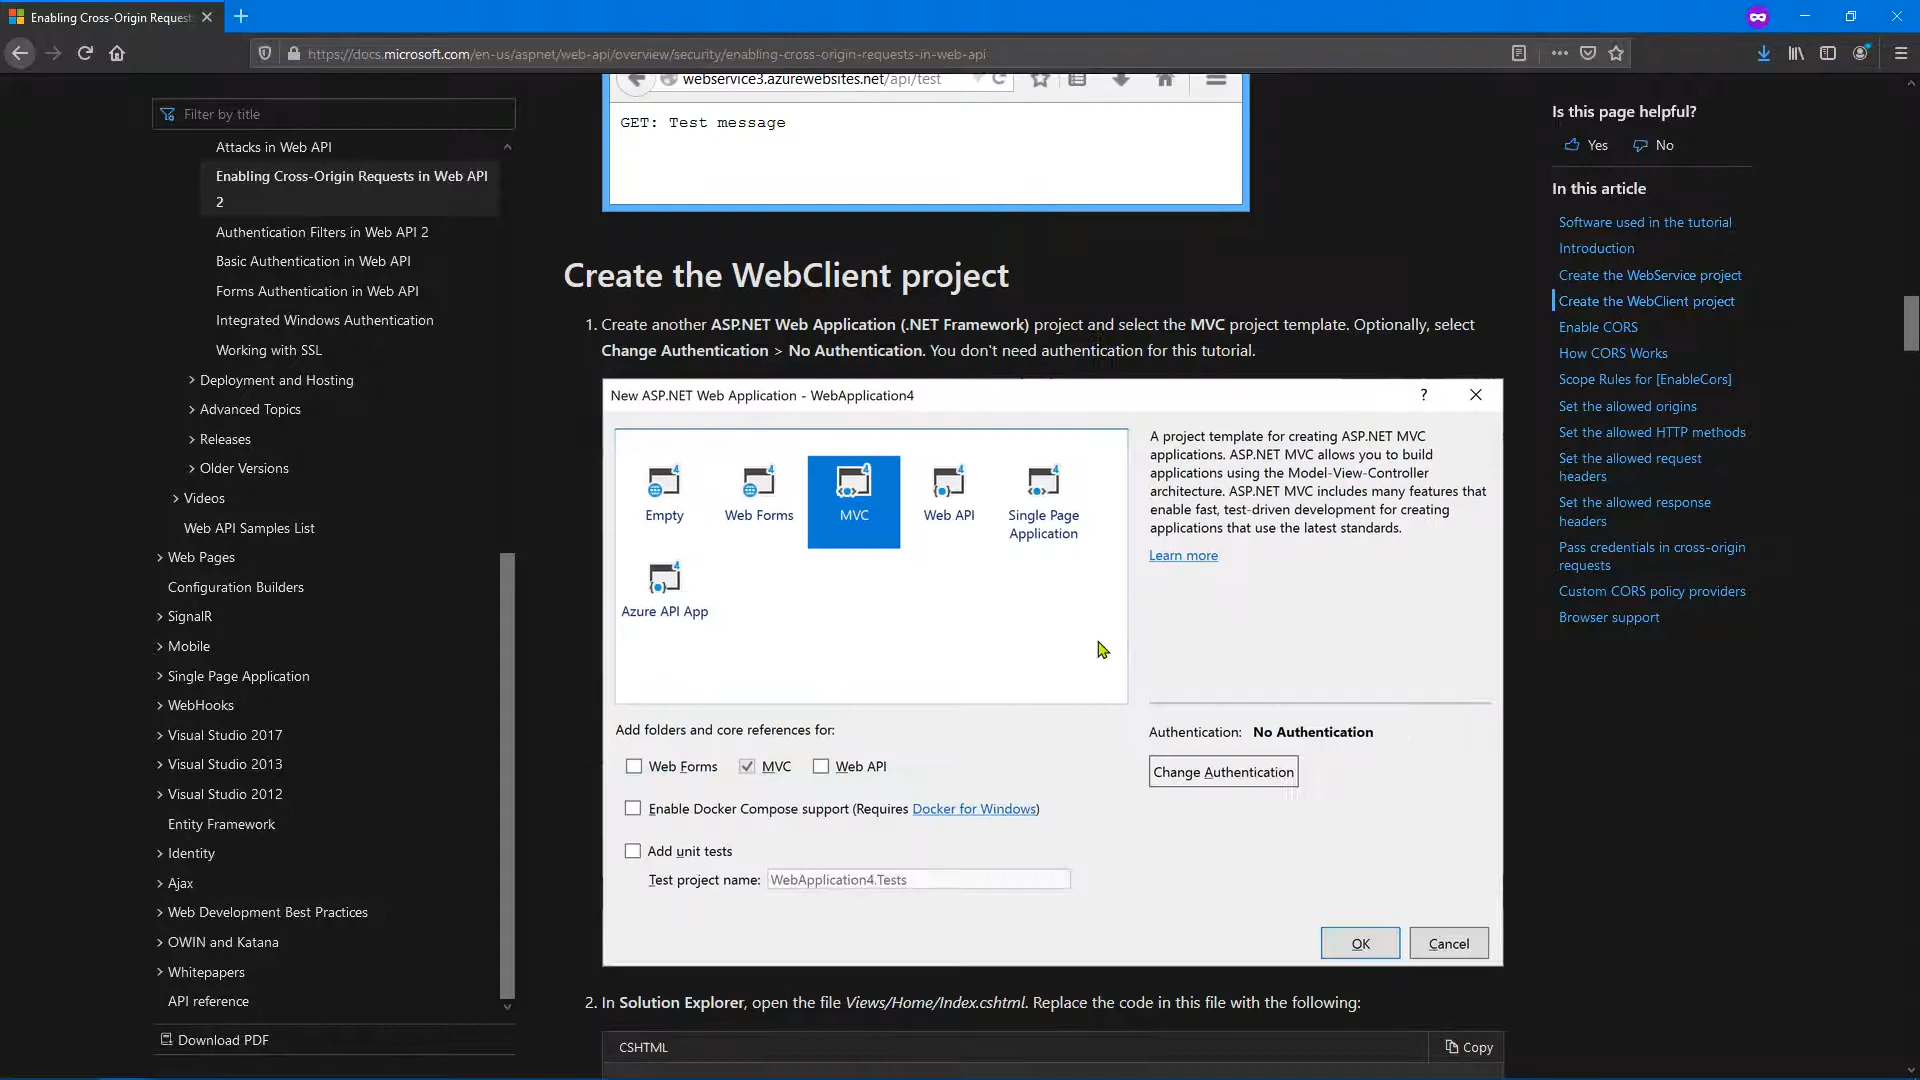 Enabling Cross-Origin Request
https://docs.microsoft.com/en-us/aspnet/web-api/overview/security/enabling-cross-origin-requests-in-web-api
Filter by title
Attacks in Web API
Enabling Cross-Origin Requests in Web API
2
Authentication Filters in Web API 2
Basic Authentication in Web API
Forms Authentication in Web API
Integrated Windows Authentication
Working with SSL
Deployment and Hosting
Advanced Topics
Releases
Older Versions
Videos
Web API Samples List
Web Pages
Configuration Builders
SignalR
Mobile
Single Page Application
WebHooks
Visual Studio 2017
Visual Studio 2013
Visual Studio 2012
Entity Framework
Identity
Ajax
Web Development Best Practices
OWIN and Katana
Whitepapers
API reference
Download PDF
webservice3.azurewebsites.net/api/test
GET: Test message
Create the WebClient project
1. Create another ASP.NET Web Application (.NET Framework) project and select the MVC project template. Optionally, select
Change Authentication > No Authentication. You don't need authentication for this tutorial.
New ASP.NET Web Application - WebApplication4
?
Empty
Web Forms
MVC
Web API
Single Page
Application
Azure API App
A project template for creating ASP.NET MVC
applications. ASP.NET MVC allows you to build
applications using the Model-View-Controller
architecture. ASP.NET MVC includes many features that
enable fast, test-driven development for creating
applications that use the latest standards.
Learn more
Add folders and core references for:
Web Forms
MVC
Web API
Enable Docker Compose support (Requires Docker for Windows)
Add unit tests
Test project name: WebApplication4.Tests
Authentication: No Authentication
Change Authentication
OK
Cancel
2. In Solution Explorer, open the file Views/Home/Index.cshtml. Replace the code in this file with the following:
CSHTML
Copy
Is this page helpful?
Yes
No
In this article
Software used in the tutorial
Introduction
Create the WebService project
Create the WebClient project
Enable CORS
How CORS Works
Scope Rules for [EnableCors]
Set the allowed origins
Set the allowed HTTP methods
Set the allowed request
headers
Set the allowed response
headers
Pass credentials in cross-origin
requests
Custom CORS policy providers
Browser support